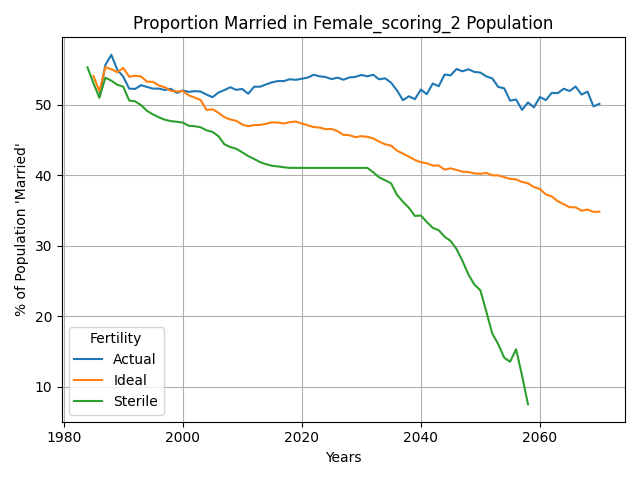 Proportion Married in Female_scoring_2 Population
% of Population 'Married'
50
40
30
20
10
Fertility
Actual
Ideal
Sterile
1980
2000
2020
2040
2060
Years